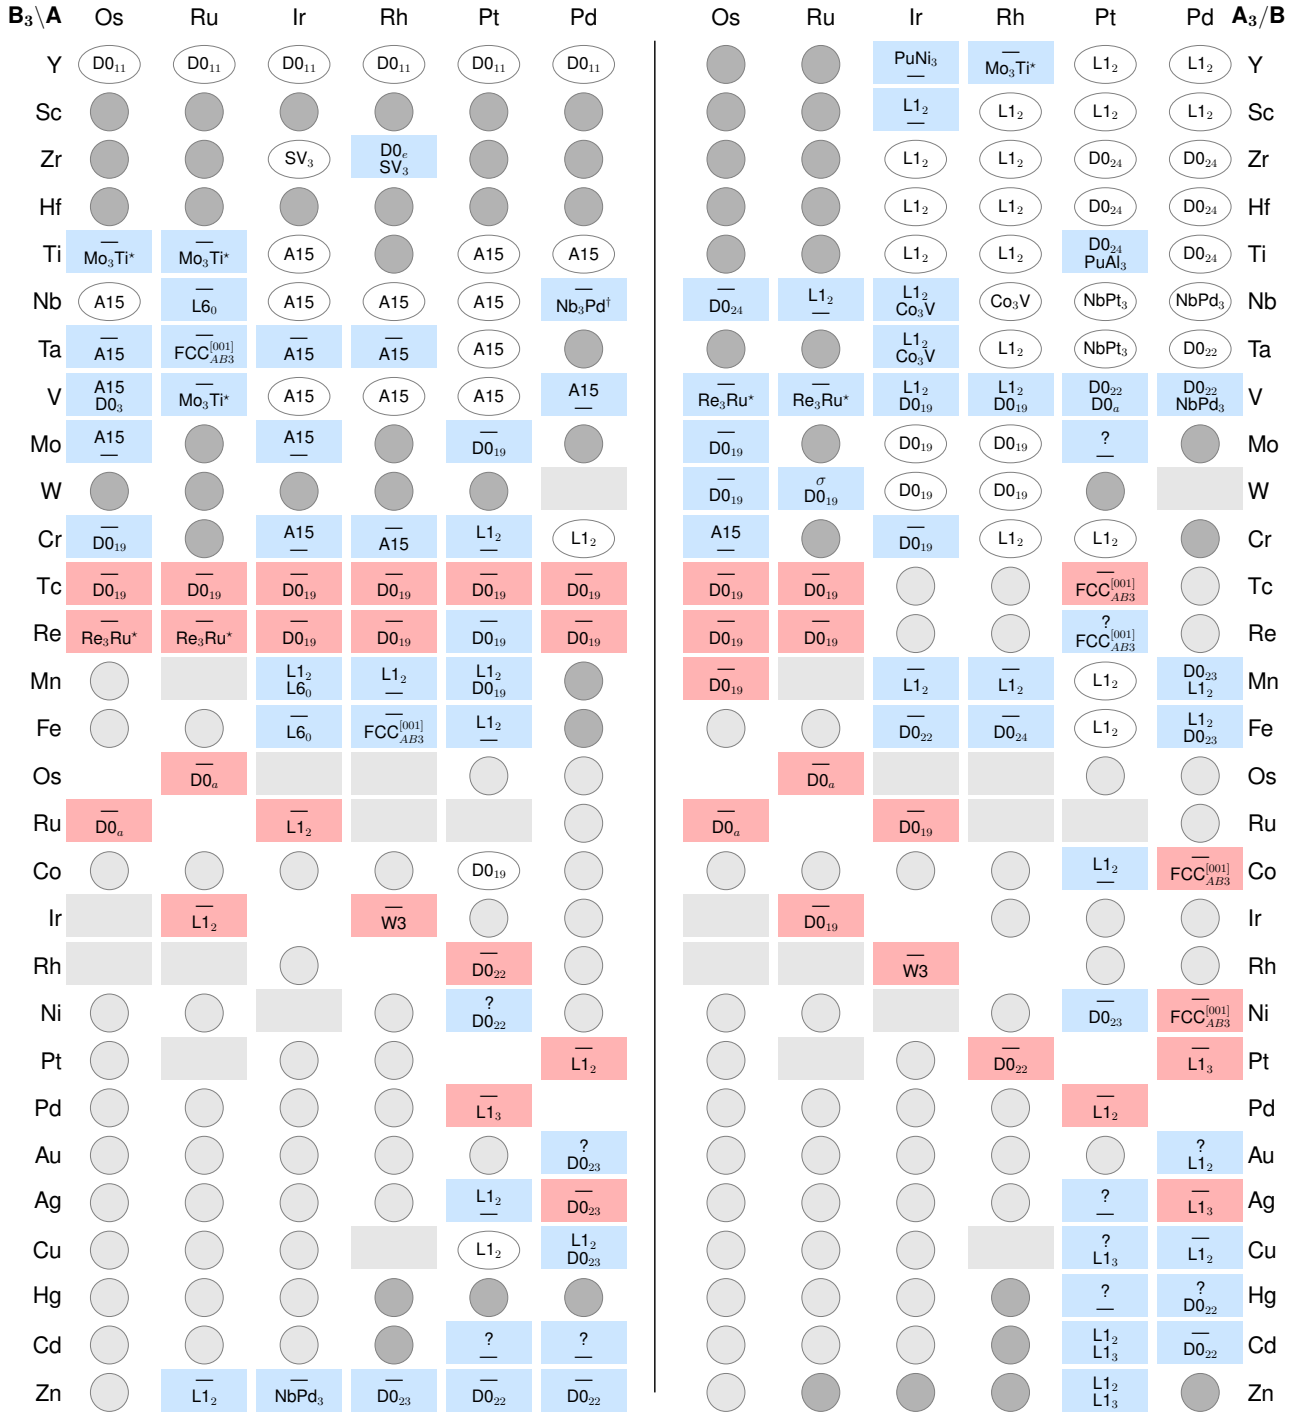 B₃\A Os Ru Ir Rh Pt Pd Os Ru Ir Rh Pt Pd A₃/B
Y D0₁₁ D0₁₁ D0₁₁ D0₁₁ D0₁₁ D0₁₁ PuNi₃ — — Mo₃Ti⋆ L1₂ L1₂ Y
Sc L1₂ — L1₂ L1₂ L1₂ Sc
Zr SV₃ D0ₑ SV₃ L1₂ L1₂ D0₂₄ D0₂₄ Zr
Hf L1₂ L1₂ D0₂₄ D0₂₄ Hf
Ti — Mo₃Ti⋆ — Mo₃Ti⋆ A15 A15 A15 L1₂ L1₂ D0₂₄ PuAl₃ D0₂₄ Ti
Nb A15 — L6₀ A15 A15 A15 — Nb₃Pd† — D0₂₄ L1₂ — L1₂ Co₃V Co₃V NbPt₃ NbPd₃ Nb
Ta — A15 — FCC[001]AB3 — A15 — A15 A15 L1₂ Co₃V L1₂ NbPt₃ D0₂₂ Ta
V A15 D0₃ — Mo₃Ti⋆ A15 A15 A15 A15 — — Re₃Ru⋆ — Re₃Ru⋆ L1₂ D0₁₉ L1₂ D0₁₉ D0₂₂ D0ₐ D0₂₂ NbPd₃ V
Mo A15 — A15 — — D0₁₉ — D0₁₉ D0₁₉ D0₁₉ ? — Mo
W — D0₁₉ σ D0₁₉ D0₁₉ D0₁₉ W
Cr — D0₁₉ A15 — — A15 L1₂ — L1₂ A15 — — D0₁₉ L1₂ L1₂ Cr
Tc — D0₁₉ — D0₁₉ — D0₁₉ — D0₁₉ — D0₁₉ — D0₁₉ — D0₁₉ — D0₁₉ — FCC[001]AB3 Tc
Re — Re₃Ru⋆ — Re₃Ru⋆ — D0₁₉ — D0₁₉ — D0₁₉ — D0₁₉ — D0₁₉ — D0₁₉ ? FCC[001]AB3 Re
Mn L1₂ L6₀ L1₂ — L1₂ D0₁₉ — D0₁₉ — L1₂ — L1₂ L1₂ D0₂₃ L1₂ Mn
Fe — L6₀ — FCC[001]AB3 L1₂ — — D0₂₂ — D0₂₄ L1₂ L1₂ D0₂₃ Fe
Os — D0ₐ — D0ₐ Os
Ru — D0ₐ — L1₂ — D0ₐ — D0₁₉ Ru
Co D0₁₉ L1₂ — — FCC[001]AB3 Co
Ir — L1₂ — W3 — D0₁₉ Ir
Rh — D0₂₂ — W3 Rh
Ni ? D0₂₂ — D0₂₃ — FCC[001]AB3 Ni
Pt — L1₂ — D0₂₂ — L1₃ Pt
Pd — L1₃ — L1₂ Pd
Au ? D0₂₃ ? L1₂ Au
Ag L1₂ — — D0₂₃ ? — — L1₃ Ag
Cu L1₂ L1₂ D0₂₃ ? L1₃ — L1₂ Cu
Hg ? — ? D0₂₂ Hg
Cd ? — ? — L1₂ L1₃ — D0₂₂ Cd
Zn — L1₂ — NbPd₃ — D0₂₃ — D0₂₂ — D0₂₂ L1₂ L1₃ Zn